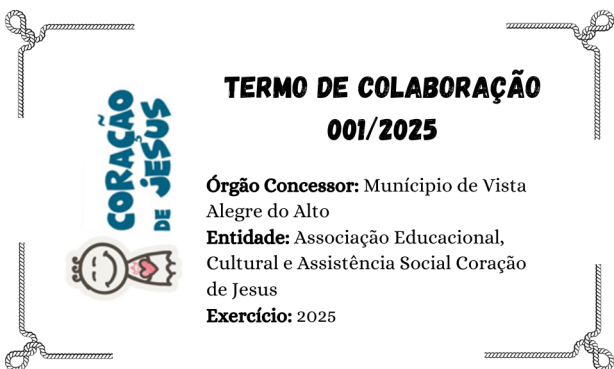 CORAÇÃO
DE JESUS
TERMO DE COLABORAÇÃO
001/2025
Órgão Concessor: Munícipio de Vista
Alegre do Alto
Entidade: Associação Educacional,
Cultural e Assistência Social Coração
de Jesus
Exercício: 2025